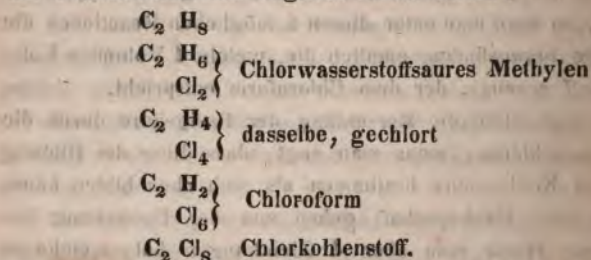 C₂ H₈
C₂ H₆
Cl₂ } Chlorwasserstoffsaures Methylen
C₂ H₄
Cl₄ } dasselbe, gechlort
C₂ H₂
Cl₆ } Chloroform
C₂ Cl₈ Chlorkohlenstoff.